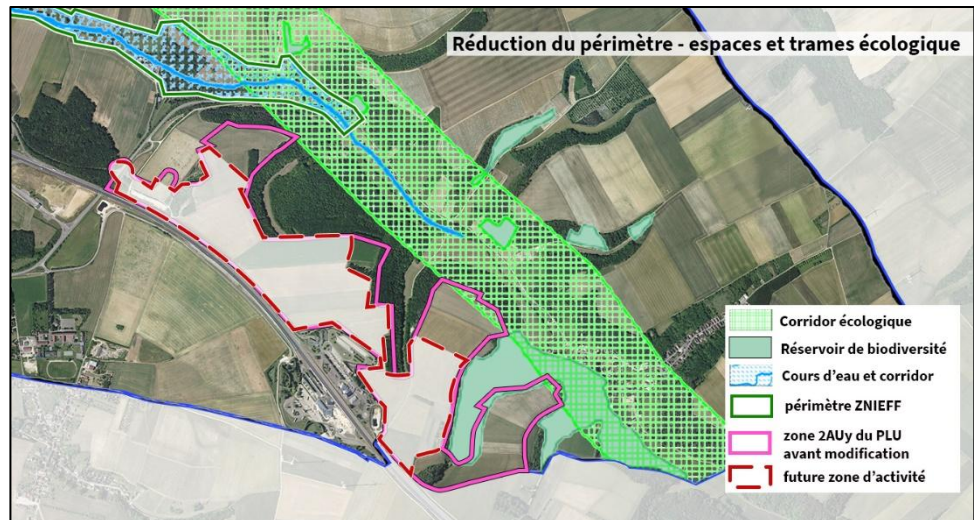 Réduction du périmètre - espaces et trames écologique
Corridor écologique
Réservoir de biodiversité
Cours d'eau et corridor
périmètre ZNIEFF
zone 2AUy du PLU
avant modification
future zone d'activité